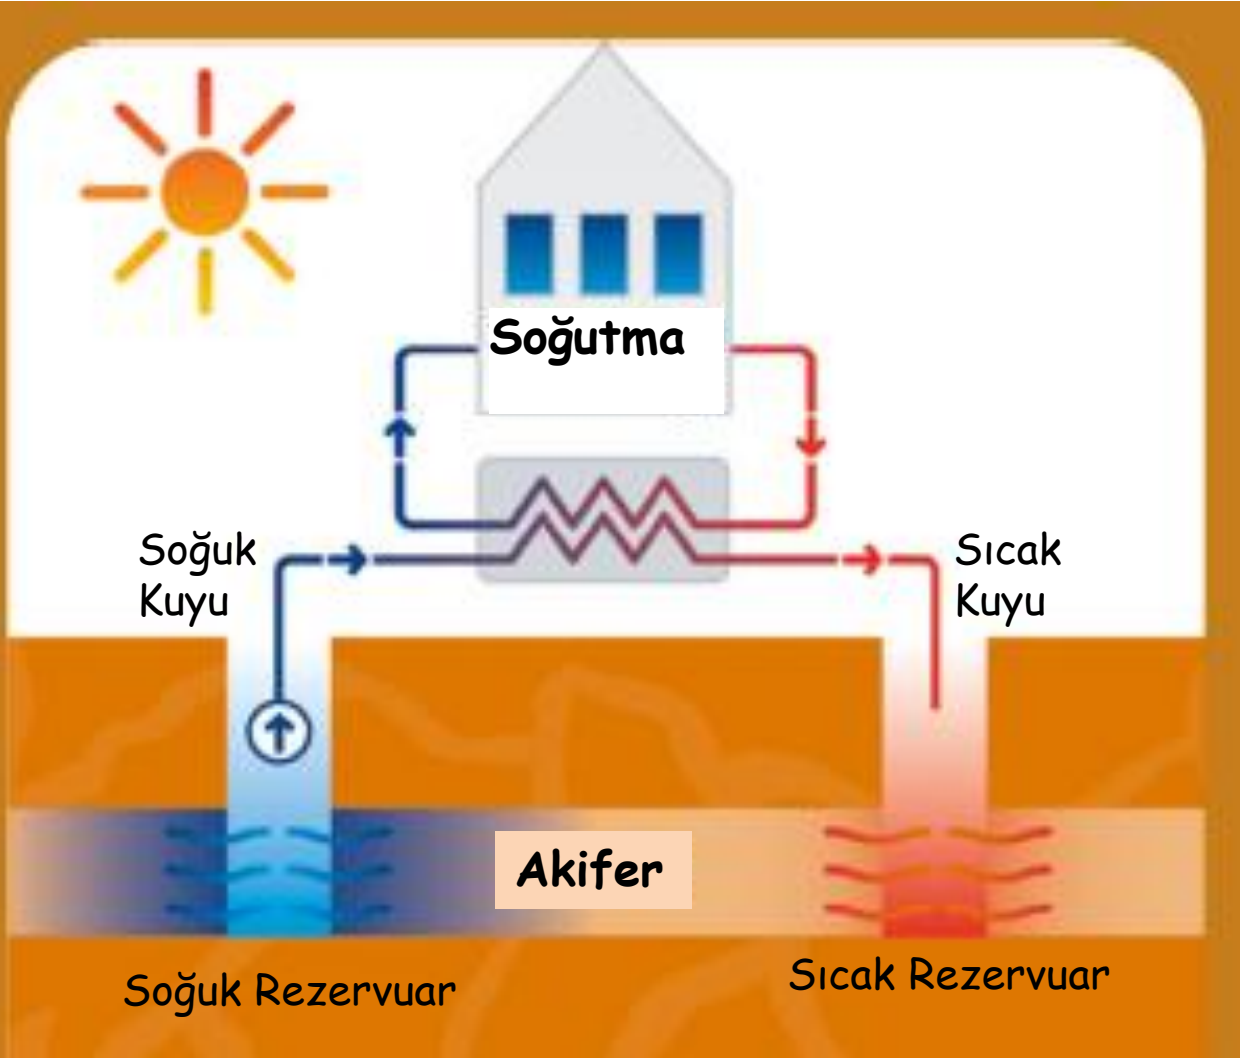 Soğutma
Soğuk
Kuyu
Sıcak
Kuyu
Akifer
Soğuk Rezervuar
Sıcak Rezervuar